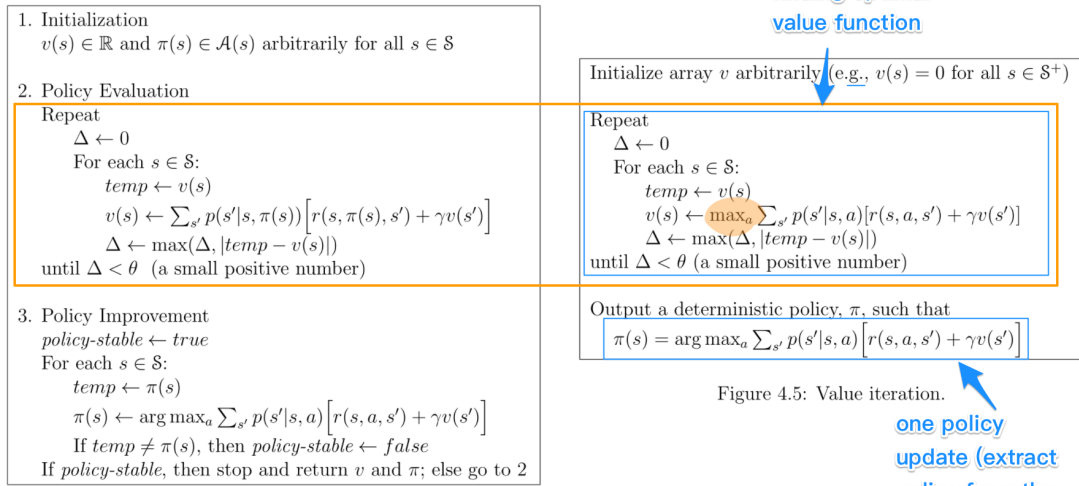 1. Initialization
v(s) ∈ ℝ and π(s) ∈ 𝒜(s) arbitrarily for all s ∈ 𝒮
2. Policy Evaluation
Repeat
Δ ← 0
For each s ∈ 𝒮:
temp ← v(s)
v(s) ← ∑ₛ′ p(s′|s, π(s))[r(s, π(s), s′) + γv(s′)]
Δ ← max(Δ, |temp − v(s)|)
until Δ < θ (a small positive number)
3. Policy Improvement
policy-stable ← true
For each s ∈ 𝒮:
temp ← π(s)
π(s) ← arg maxₐ ∑ₛ′ p(s′|s, a)[r(s, a, s′) + γv(s′)]
If temp ≠ π(s), then policy-stable ← false
If policy-stable, then stop and return v and π; else go to 2
value function
Initialize array v arbitrarily (e.g., v(s) = 0 for all s ∈ 𝒮⁺)
Repeat
Δ ← 0
For each s ∈ 𝒮:
temp ← v(s)
v(s) ← maxₐ ∑ₛ′ p(s′|s, a)[r(s, a, s′) + γv(s′)]
Δ ← max(Δ, |temp − v(s)|)
until Δ < θ (a small positive number)
Output a deterministic policy, π, such that
π(s) = arg maxₐ ∑ₛ′ p(s′|s, a)[r(s, a, s′) + γv(s′)]
Figure 4.5: Value iteration.
one policy
update (extract